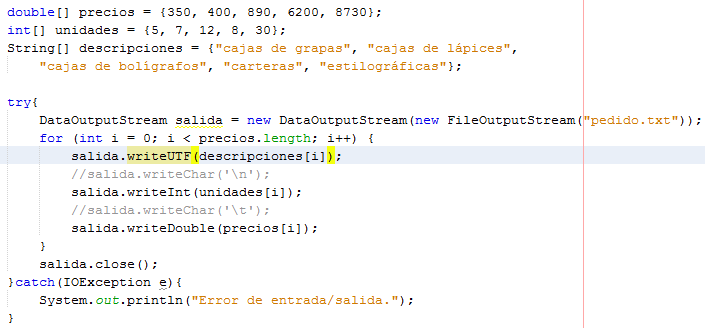 double[] precios = {350, 400, 890, 6200, 8730};
int[] unidades = {5, 7, 12, 8, 30};
String[] descripciones = {"cajas de grapas", "cajas de lápices",
    "cajas de bolígrafos", "carteras", "estilográficas"};

try{
    DataOutputStream salida = new DataOutputStream(new FileOutputStream("pedido.txt"));
    for (int i = 0; i < precios.length; i++) {
        salida.writeUTF(descripciones[i]);
        //salida.writeChar('\n');
        salida.writeInt(unidades[i]);
        //salida.writeChar('\t');
        salida.writeDouble(precios[i]);
    }
    salida.close();
}catch(IOException e){
    System.out.println("Error de entrada/salida.");
}